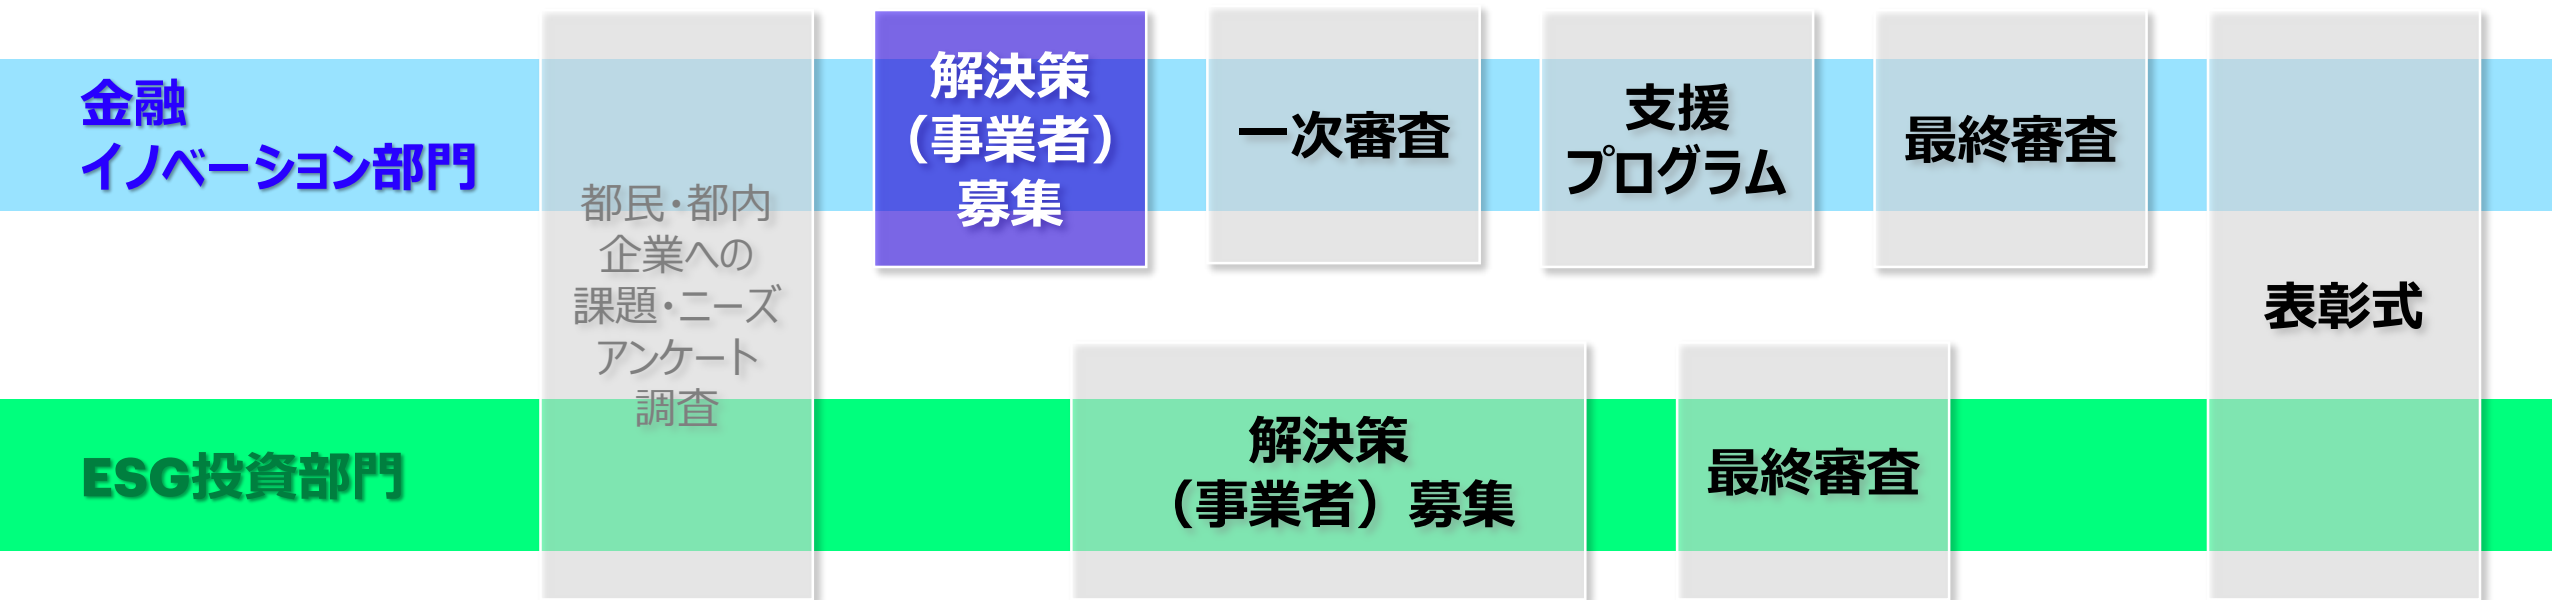 金融
イノベーション部門
都民・都内
企業への
課題・ニーズ
アンケート
調査
解決策
（事業者）
募集
一次審査
支援
プログラム
最終審査
表彰式
ESG投資部門
解決策
（事業者）募集
最終審査